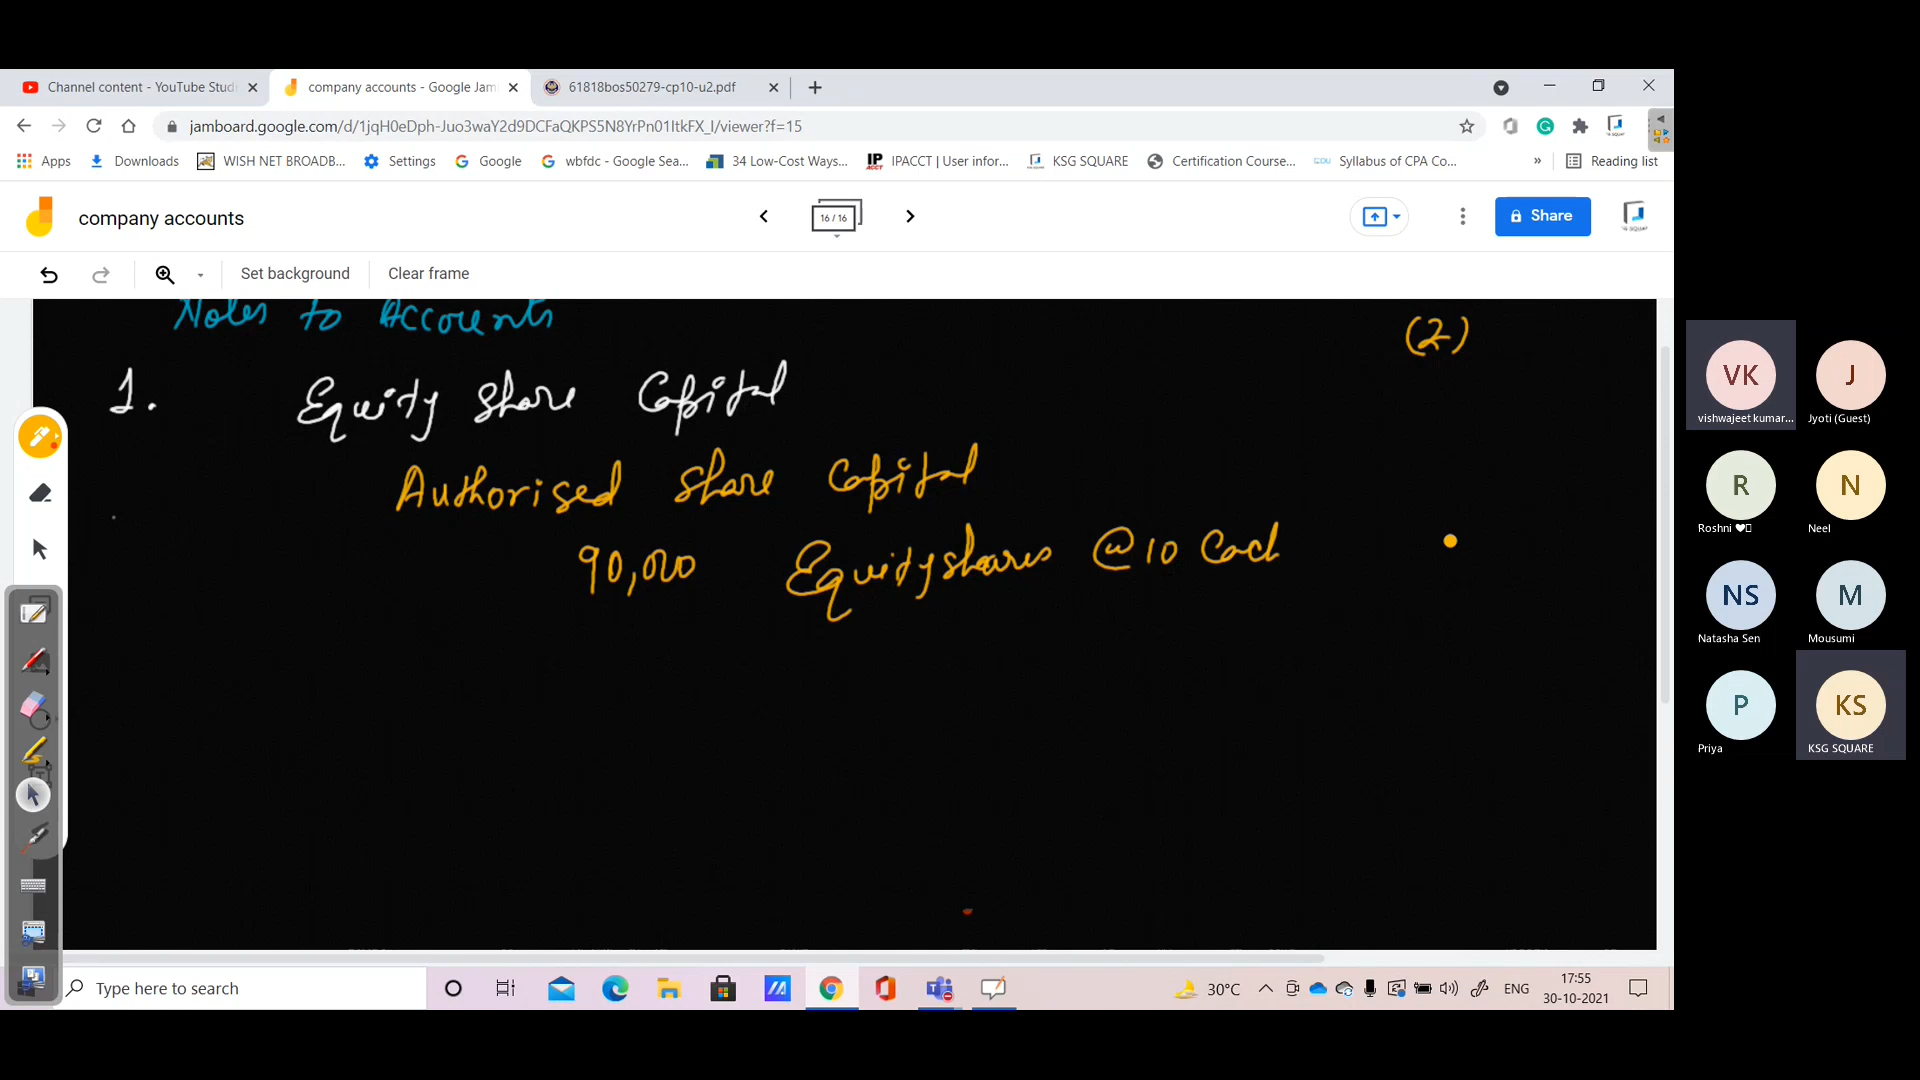 Channel content - YouTube Studi
company accounts - Google Jam
61818bos50279-cp10-u2.pdf
jamboard.google.com/d/1jqH0eDph-Juo3waY2d9DCFaQKPS5N8YrPn01ItkFX_I/viewer?f=15
Apps Downloads WISH NET BROADB... Settings Google wbfdc - Google Sea... 34 Low-Cost Ways... IPACCT | User infor... KSG SQUARE Certification Course... Syllabus of CPA Co... » Reading list
company accounts
16 / 16
Share
Set background Clear frame
Notes to Accounts
(2)
1. Equity Share Capital
Authorised Share Capital
90,000 Equity shares @ 10 Each
VK
vishwajeet kumar...
J
Jyoti (Guest)
R
Roshni
N
Neel
NS
Natasha Sen
M
Mousumi
P
Priya
KS
KSG SQUARE
Type here to search
30°C
ENG
17:55
30-10-2021